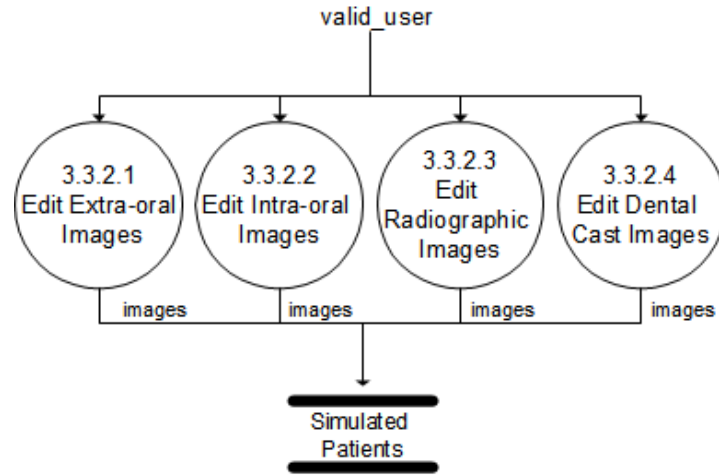 valid_user
3.3.2.1
Edit Extra-oral
Images
3.3.2.2
Edit Intra-oral
Images
3.3.2.3
Edit
Radiographic
Images
3.3.2.4
Edit Dental
Cast Images
images
images
images
images
Simulated
Patients